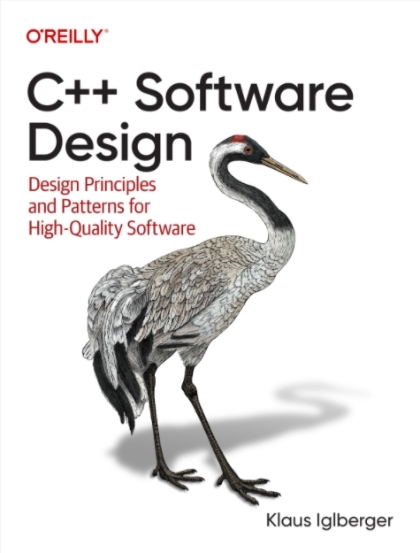 O'REILLY®
C++ Software
Design
Design Principles
and Patterns for
High-Quality Software
Klaus Iglberger